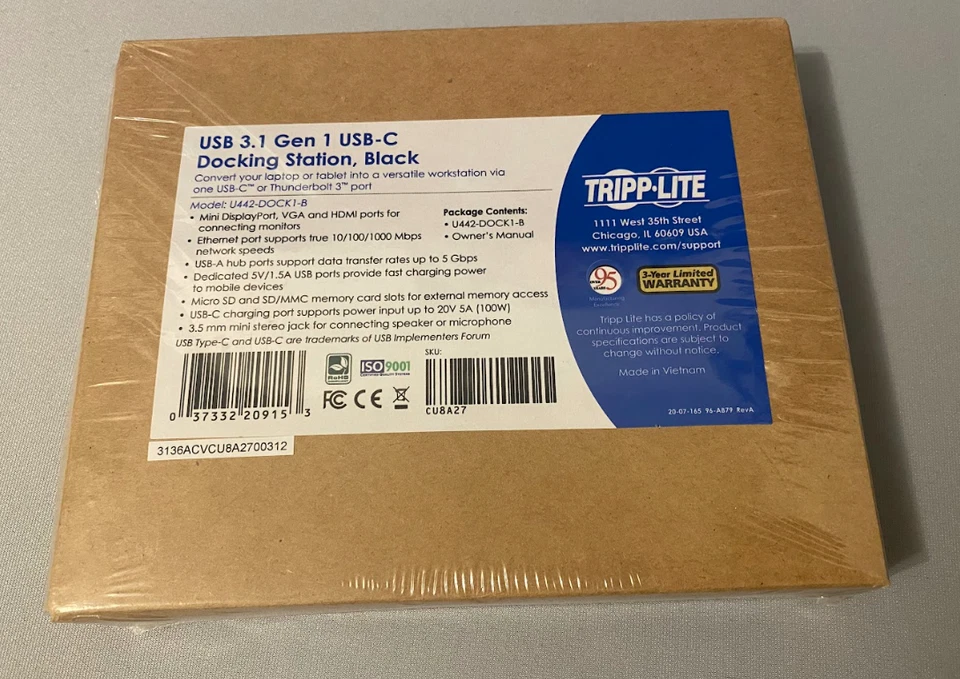 USB 3.1 Gen 1 USB-C
Docking Station, Black
Convert your laptop or tablet into a versatile workstation via
one USB-C™ or Thunderbolt 3™ port
Model: U442-DOCK1-B
• Mini DisplayPort, VGA and HDMI ports for
connecting monitors
• Ethernet port supports true 10/100/1000 Mbps
network speeds
• USB-A hub ports support data transfer rates up to 5 Gbps
• Dedicated 5V/1.5A USB ports provide fast charging power
to mobile devices
• Micro SD and SD/MMC memory card slots for external memory access
• USB-C charging port supports power input up to 20V 5A (100W)
• 3.5 mm mini stereo jack for connecting speaker or microphone
USB Type-C and USB-C are trademarks of USB Implementers Forum
Package Contents:
• U442-DOCK1-B
• Owner's Manual
0 37332 20915 3
RoHS
ISO 9001
FC CE
SKU:
CU8A27
3136ACVCU8A2700312
TRIPP·LITE
1111 West 35th Street
Chicago, IL 60609 USA
www.tripplite.com/support
OVER
95
YEARS
Manufacturing
Excellence
3-Year Limited
WARRANTY
Tripp Lite has a policy of
continuous improvement. Product
specifications are subject to
change without notice.
Made in Vietnam
20-07-165 96-A879 RevA